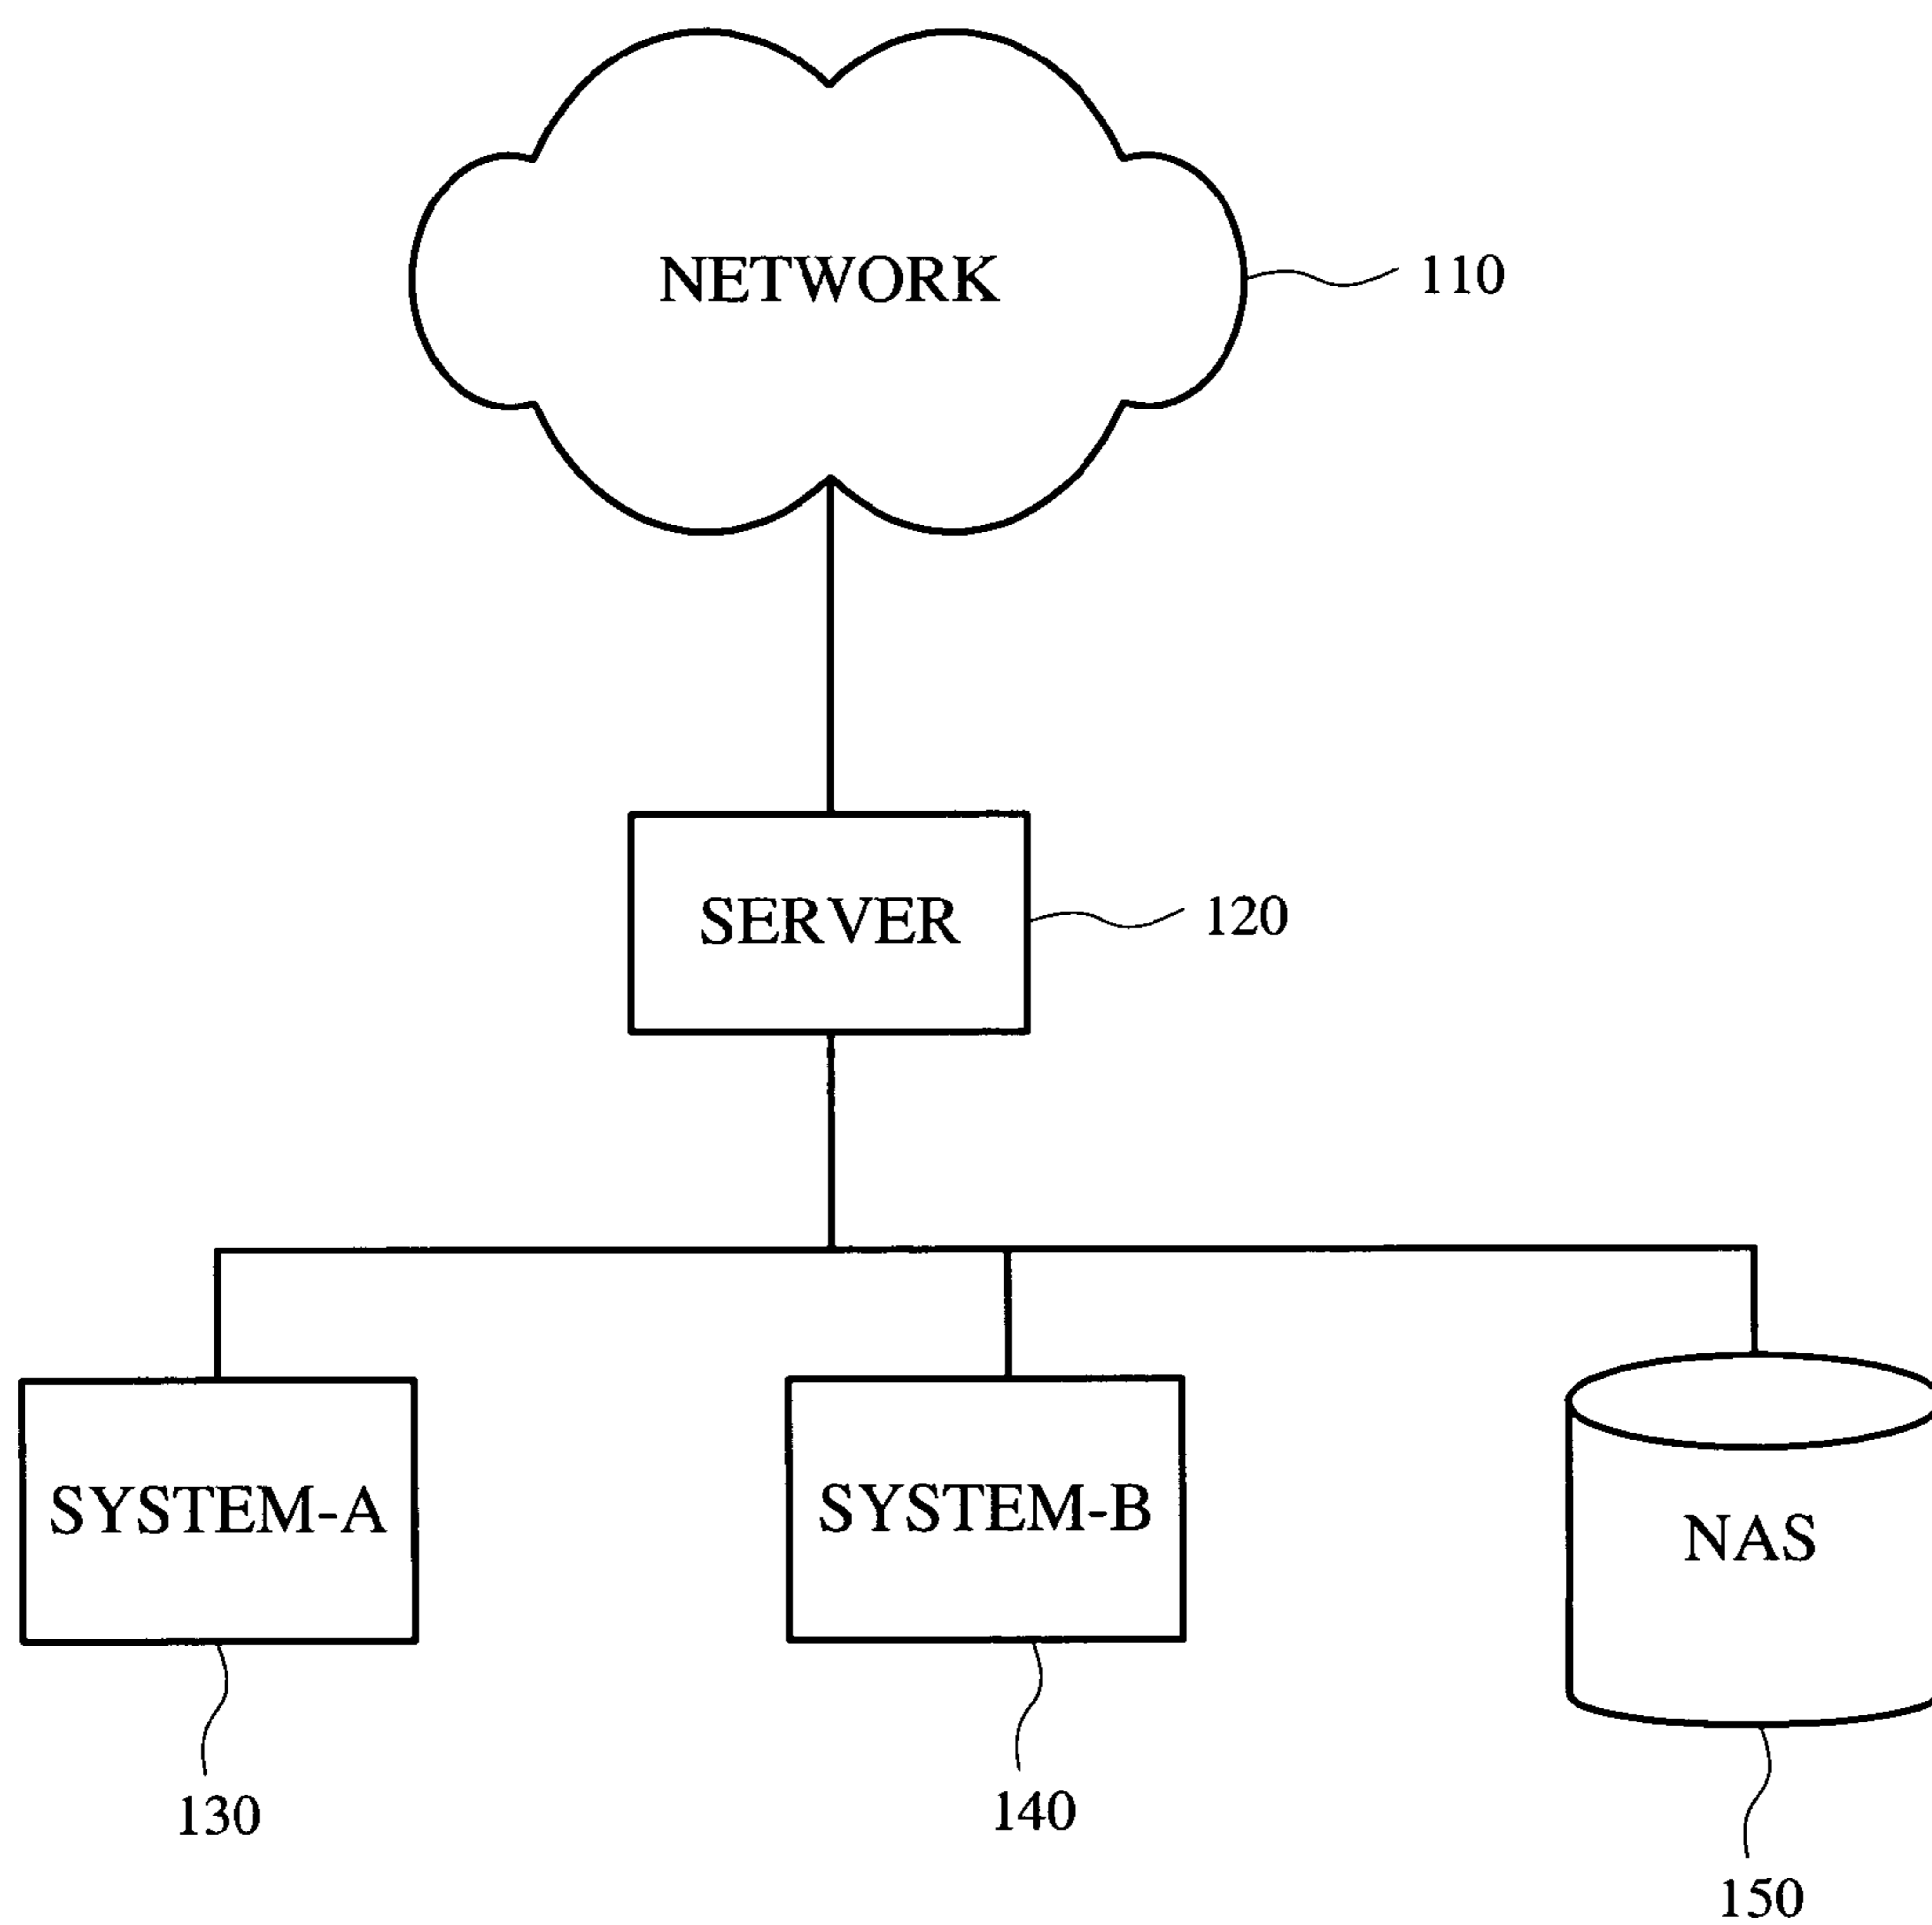 NETWORK
110
SERVER
120
SYSTEM-A
SYSTEM-B
NAS
130
140
150